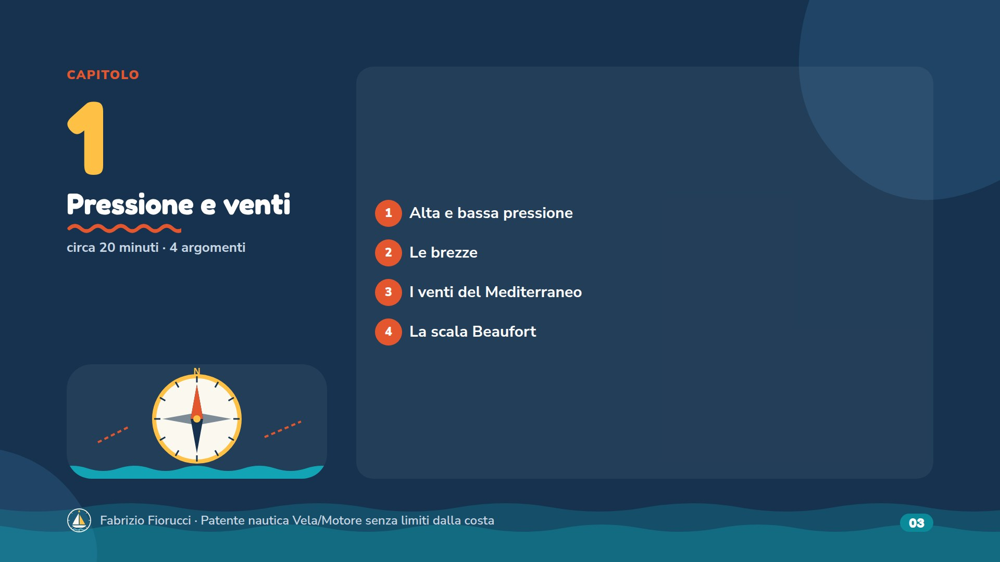 CAPITOLO
1
Pressione e venti
circa 20 minuti · 4 argomenti
1 Alta e bassa pressione
2 Le brezze
3 I venti del Mediterraneo
4 La scala Beaufort
N
Fabrizio Fiorucci · Patente nautica Vela/Motore senza limiti dalla costa
03